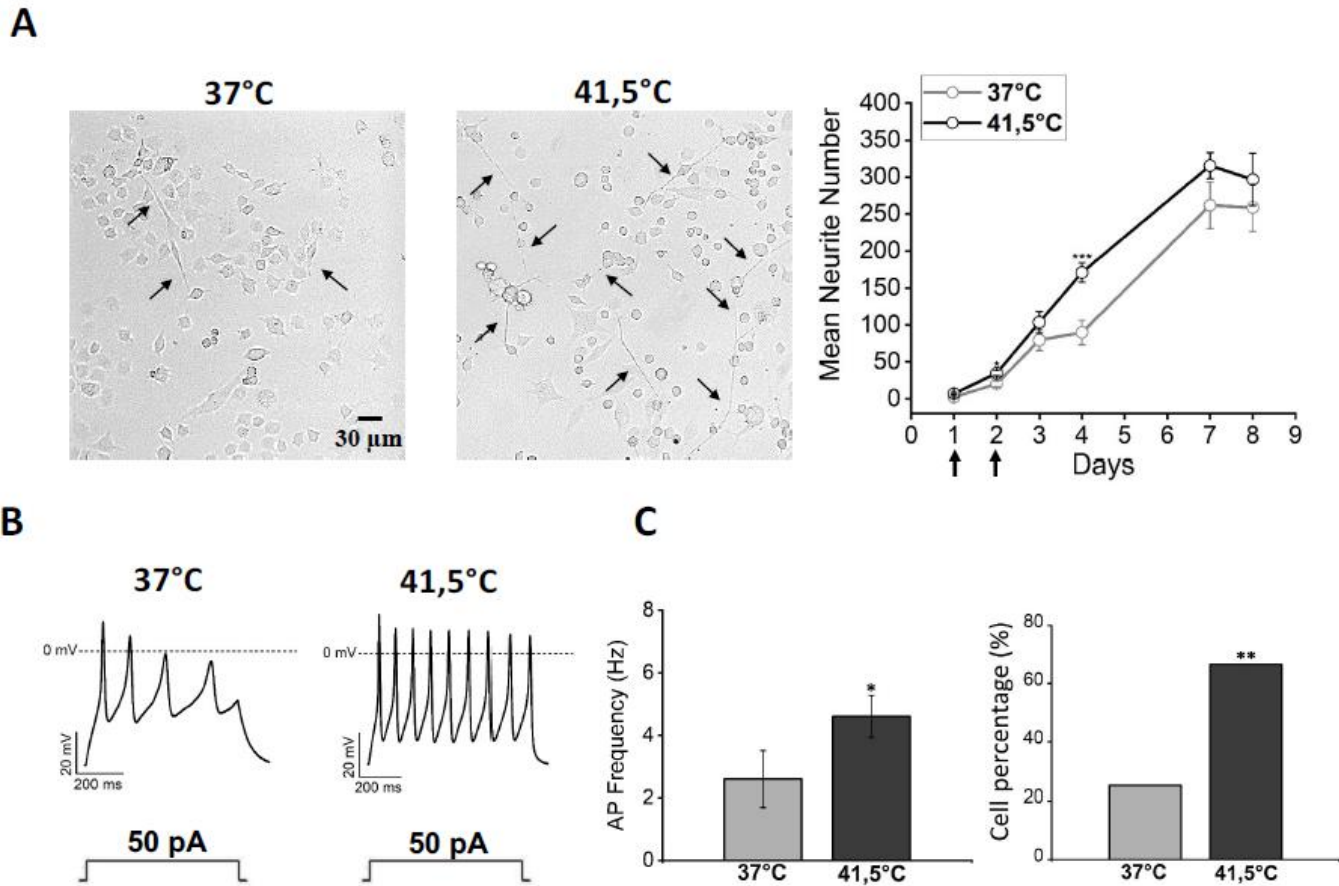 A
37°C
41,5°C
30 µm
Mean Neurite Number
400
350
300
250
200
150
100
50
0
37°C
41,5°C
***
*
0 1 2 3 4 5 6 7 8 9
Days
B
37°C
41,5°C
0 mV
0 mV
20 mV
200 ms
20 mV
200 ms
50 pA
50 pA
C
AP Frequency (Hz)
8
6
4
2
0
*
37°C 41,5°C
Cell percentage (%)
80
60
40
20
0
**
37°C 41,5°C